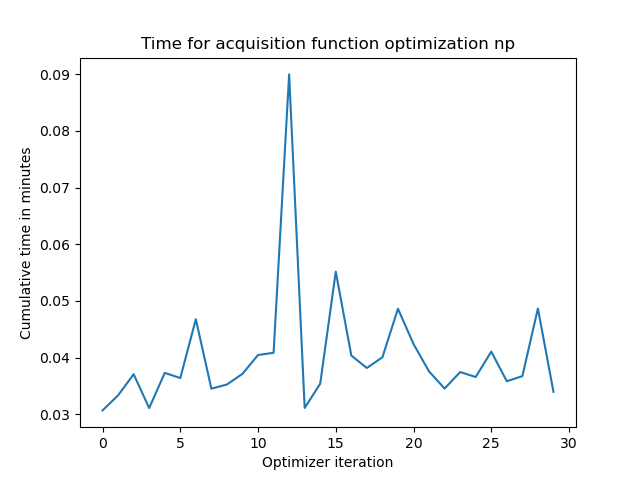 Time for acquisition function optimization np
0.09
0.08
0.07
0.06
0.05
0.04
0.03
Cumulative time in minutes
0 5 10 15 20 25 30
Optimizer iteration